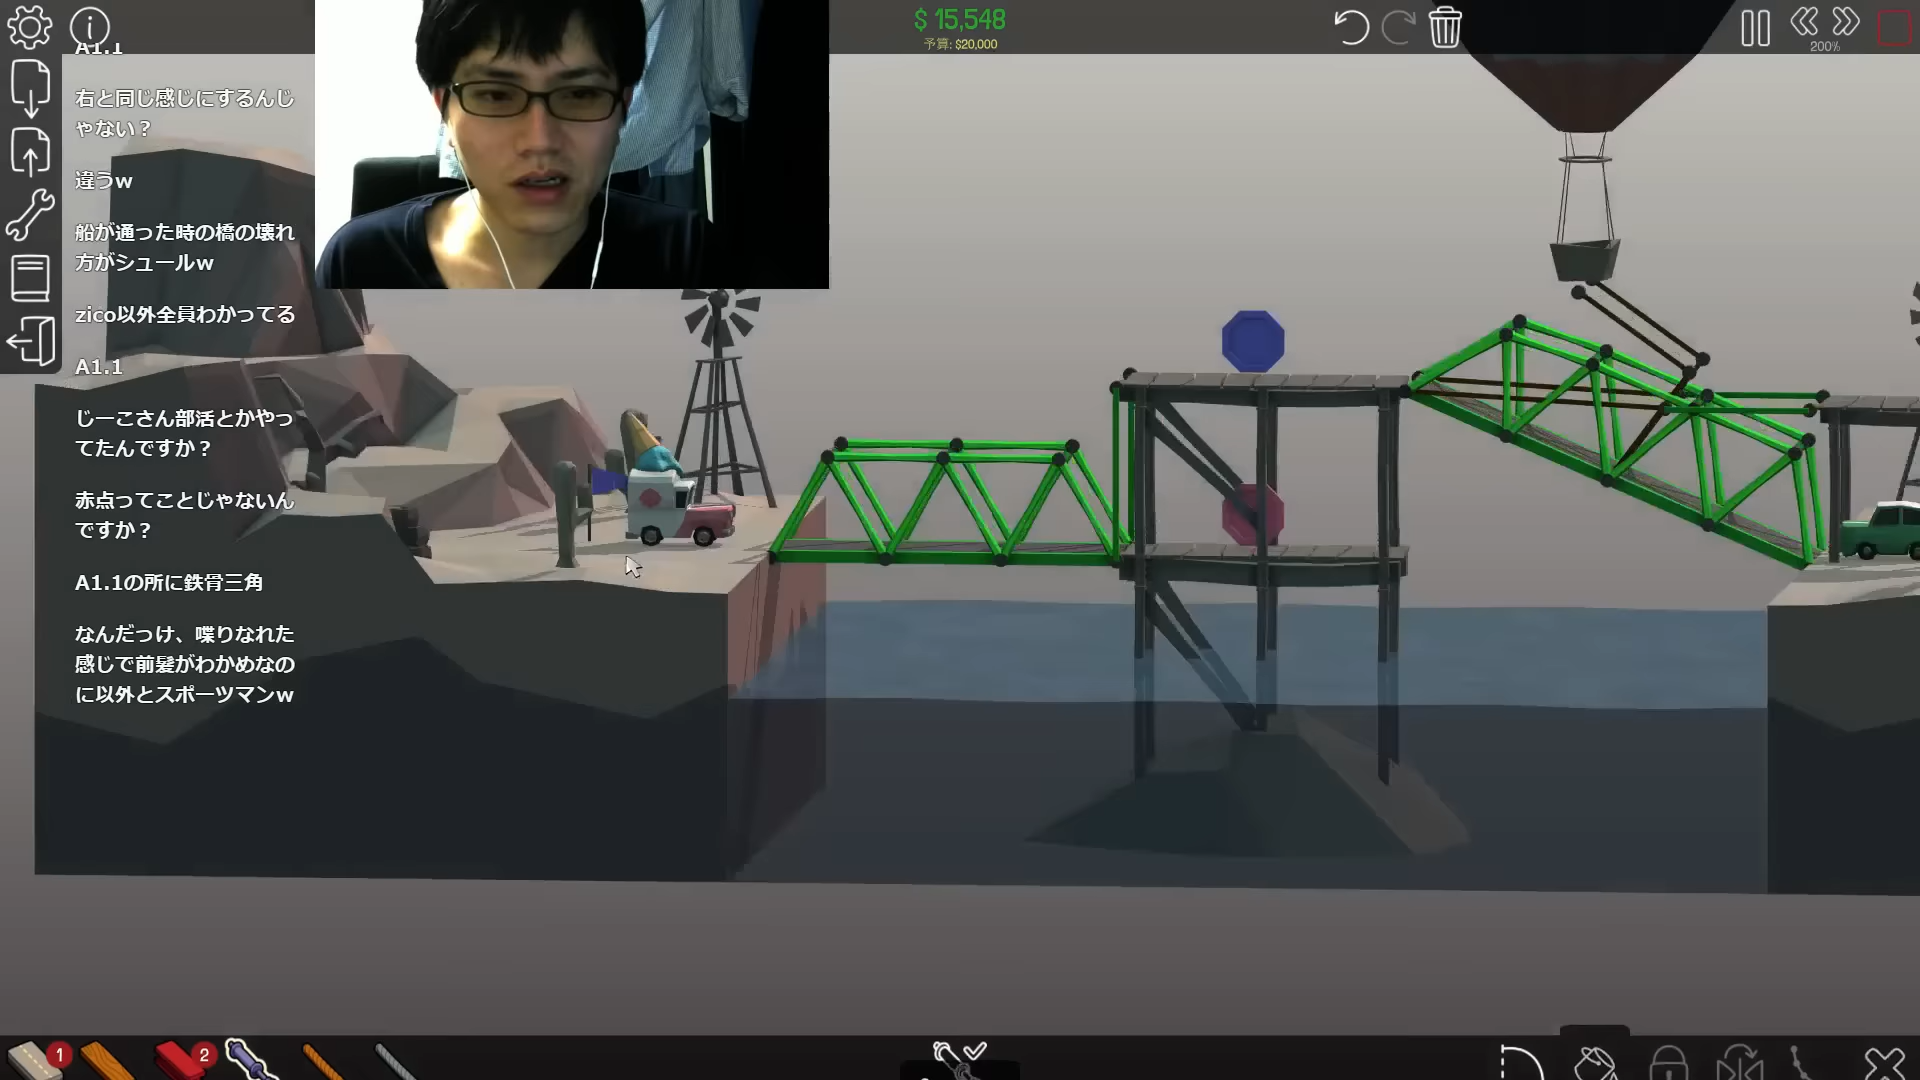 $ 15,548
予算: $20,000
200%
A1.1
右と同じ感じにするんじ
ゃない？
違うw
船が通った時の橋の壊れ
方がシュールw
zico以外全員わかってる
A1.1
じーこさん部活とかやっ
てたんですか？
赤点ってことじゃないん
ですか？
A1.1の所に鉄骨三角
なんだっけ、喋りなれた
感じで前髪がわかめなの
に以外とスポーツマンw
1
2